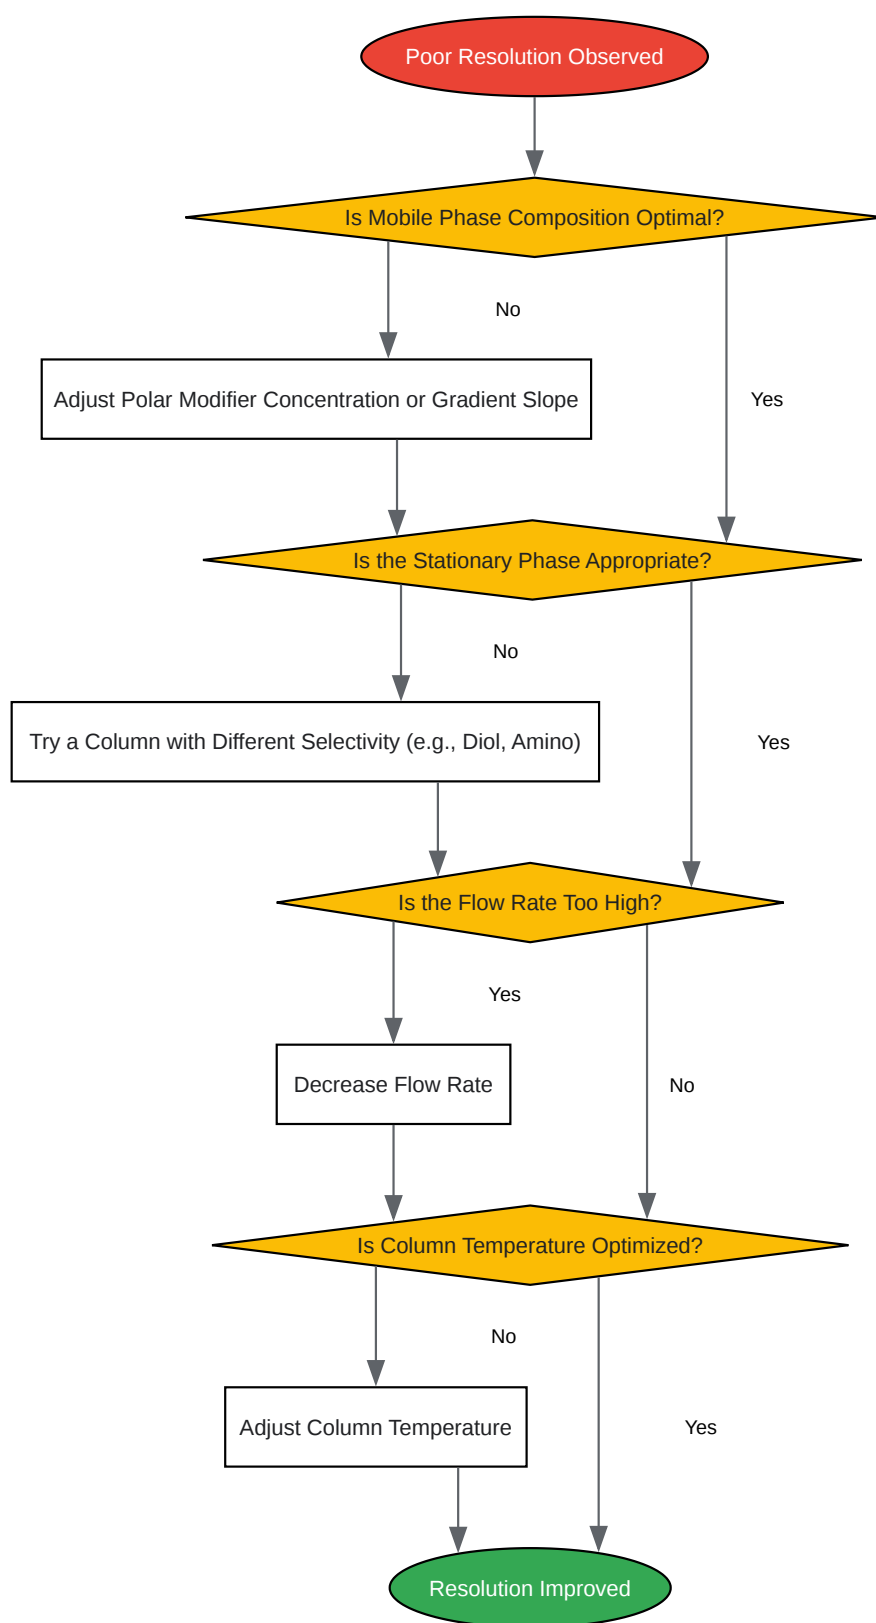 Poor Resolution Observed
Is Mobile Phase Composition Optimal?
No
Adjust Polar Modifier Concentration or Gradient Slope
Yes
Is the Stationary Phase Appropriate?
No
Try a Column with Different Selectivity (e.g., Diol, Amino)
Yes
Is the Flow Rate Too High?
Yes
Decrease Flow Rate
No
Is Column Temperature Optimized?
No
Adjust Column Temperature
Yes
Resolution Improved